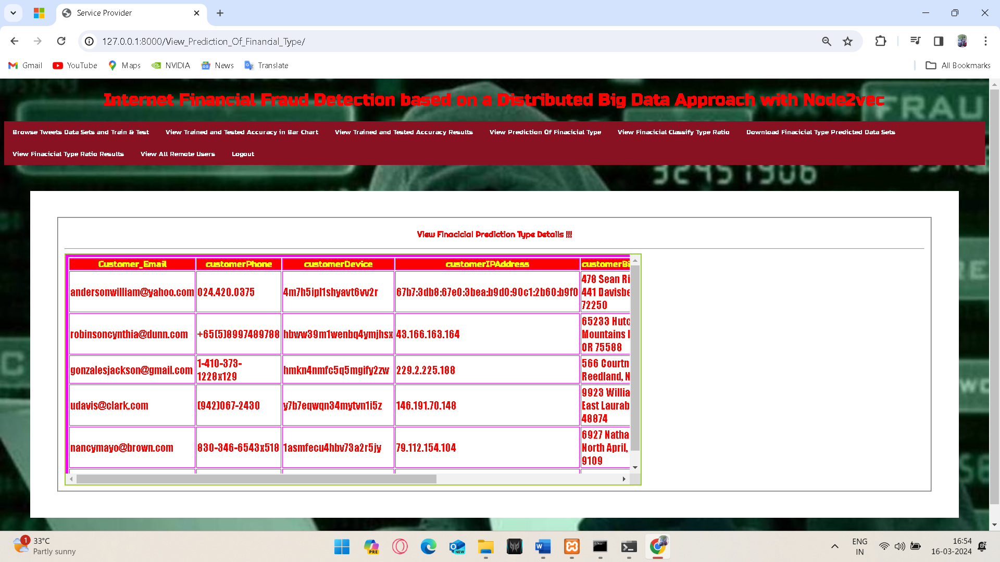 Service Provider
127.0.0.1:8000/View_Prediction_Of_Financial_Type/
Gmail YouTube Maps NVIDIA News Translate All Bookmarks
Internet Financial Fraud Detection based on a Distributed Big Data Approach with Node2vec
FRAU
Browse Tweets Data Sets and Train & Test View Trained and Tested Accuracy in Bar Chart View Trained and Tested Accuracy Results View Prediction Of Finacicial Type View Finacicial Classify Type Ratio Download Finacicial Type Predicted Data Sets
View Finacicial Type Ratio Results View All Remote Users Logout
32451906
View Finacicial Prediction Type Details !!!
Customer_Email customerPhone customerDevice customerIPAddress customerBi
andersonwilliam@yahoo.com 024.420.0375 4m7h5ipl1shyavt6vv2r 67b7:3db8:67e0:3bea:b9d0:90c1:2b60:b9f0 478 Sean Ri
441 Davisbe
72250
robinsoncynthia@dunn.com +65(5)8997489788 hbww39m1wenbq4ymjhsx 43.166.163.164 65233 Hutc
Mountains
OR 75588
gonzalesjackson@gmail.com 1-410-373-
1228x129 hmkn4nmfc5q5mgify2zw 229.2.225.188 566 Courtn
Reedland, N
udavis@clark.com (942)067-2430 y7b7eqwqn34mytvn1i5z 146.191.70.148 9923 Willia
East Laurab
48874
nancymayo@brown.com 830-346-6543x518 1asmfecu4hbv73a2r5jy 79.112.154.104 6927 Natha
North April,
9109
1 33°C
Partly sunny
PRE
NEW
ENG
IN
16:54
16-03-2024